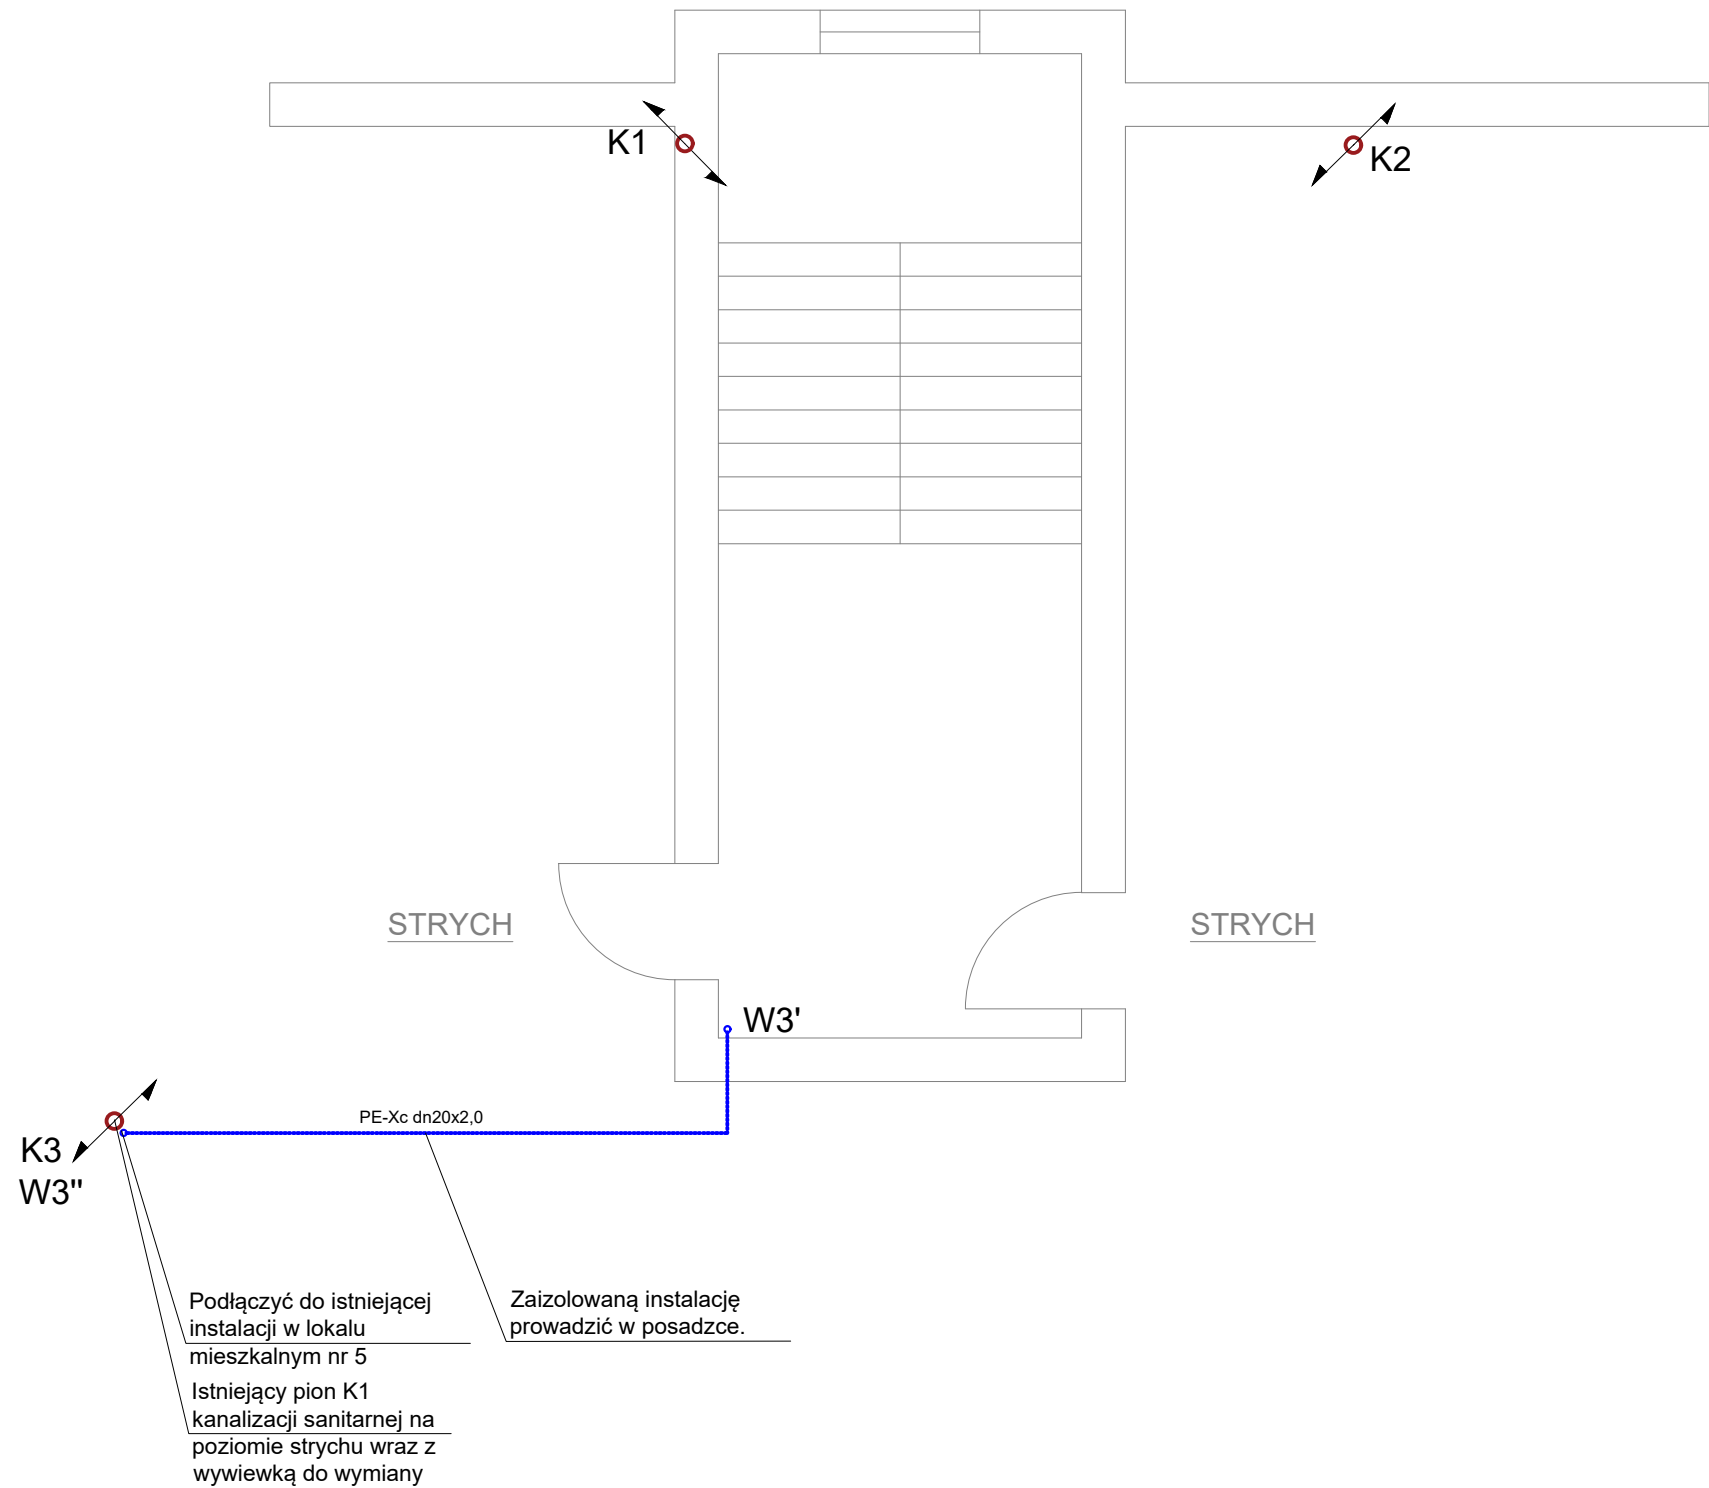 K1
K2
STRYCH
STRYCH
W3'
PE-Xc dn20x2,0
K3
W3"
Podłączyć do istniejącej
instalacji w lokalu
mieszkalnym nr 5
Zaizolowaną instalację
prowadzić w posadzce.
Istniejący pion K1
kanalizacji sanitarnej na
poziomie strychu wraz z
wywiewką do wymiany